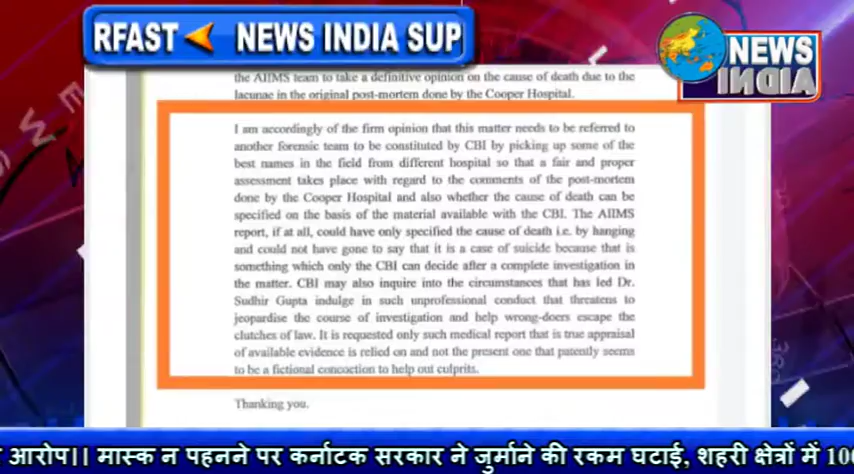 RFAST NEWS INDIA SUP
NEWS
INDIA
the AIIMS team to take a definitive opinion on the cause of death due to the
lacunae in the original post-mortem done by the Cooper Hospital.
I am accordingly of the firm opinion that this matter needs to be referred to
another forensic team to be constituted by CBI by picking up some of the
best names in the field from different hospital so that a fair and proper
assessment takes place with regard to the comments of the post-mortem
done by the Cooper Hospital and also whether the cause of death can be
specified on the basis of the material available with the CBI. The AIIMS
report, if at all, could have only specified the cause of death i.e. by hanging
and could not have gone to say that it is a case of suicide because that is
something which only the CBI can decide after a complete investigation in
the matter. CBI may also inquire into the circumstances that has led Dr.
Sudhir Gupta indulge in such unprofessional conduct that threatens to
jeopardise the course of investigation and help wrong-doers escape the
clutches of law. It is requested only such medical report that is true appraisal
of available evidence is relied on and not the present one that patently seems
to be a fictional concoction to help out culprits.
Thanking you.
आरोप।। मास्क न पहनने पर कर्नाटक सरकार ने जुर्माने की रकम घटाई, शहरी क्षेत्रों में 100